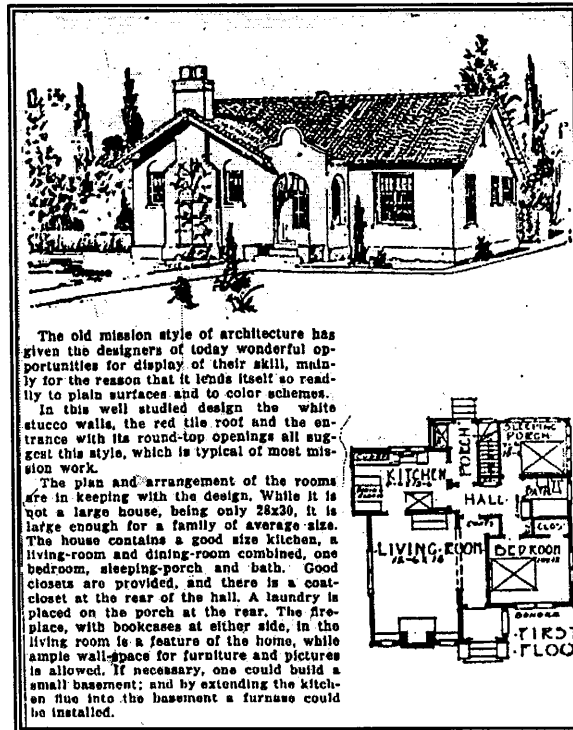 The old mission style of architecture has
given the designers of today wonderful op-
portunities for display of their skill, main-
ly for the reason that it lends itself so read-
ily to plain surfaces and to color schemes.
In this well studied design the white
stucco walls, the red tile roof and the en-
trance with its round-top openings all sug-
gest this style, which is typical of most mis-
sion work.
The plan and arrangement of the rooms
are in keeping with the design. While it is
not a large house, being only 28x30, it is
large enough for a family of average size.
The house contains a good size kitchen, a
living-room and dining-room combined, one
bedroom, sleeping-porch and bath. Good
closets are provided, and there is a coat-
closet at the rear of the hall. A laundry is
placed on the porch at the rear. The fire-
place, with bookcases at either side, in the
living room is a feature of the home, while
ample wall space for furniture and pictures
is allowed. If necessary, one could build a
small basement; and by extending the kitch-
en flue into the basement a furnase could
be installed.
SLEEPING
PORCH
PORCH
KITCHEN
HALL
BATH
CLOS
LIVING ROOM
BEDROOM
FIRST
FLOO